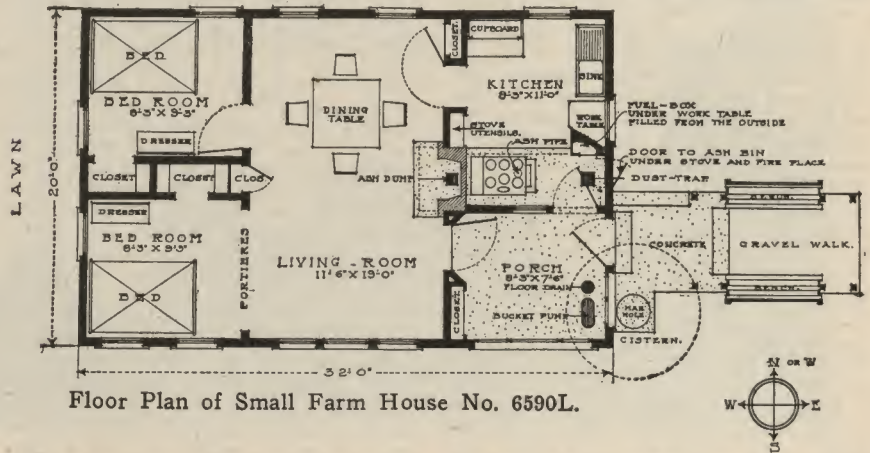 LAWN
20'-0"
BED
BED ROOM
8'-3" X 9'-3"
DRESSER
CLOSET
CLOSET
CLOS.
DRESSER
BED ROOM
8'-3" X 9'-3"
BED
PORTIERES
DINING
TABLE
ASH DUMP
LIVING-ROOM
11'-6" X 19'-0"
CLOSET.
CUPBOARD
KITCHEN
8'-3" X 11'-0"
SINK
WORK
TABLE
STOVE
UTENSILS.
ASH PIPE
FUEL-BOX
UNDER WORK TABLE
FILLED FROM THE OUTSIDE
DOOR TO ASH BIN
UNDER STOVE AND FIRE PLACE
DUST-TRAP
BENCH.
CONCRETE
GRAVEL WALK.
BENCH.
PORCH
8'-3" X 7'-6"
FLOOR DRAIN
BUCKET PUMP
CLOSET
MAN
HOLE
CISTERN.
32'-0"
N OR W
W
E
S
Floor Plan of Small Farm House No. 6590L.